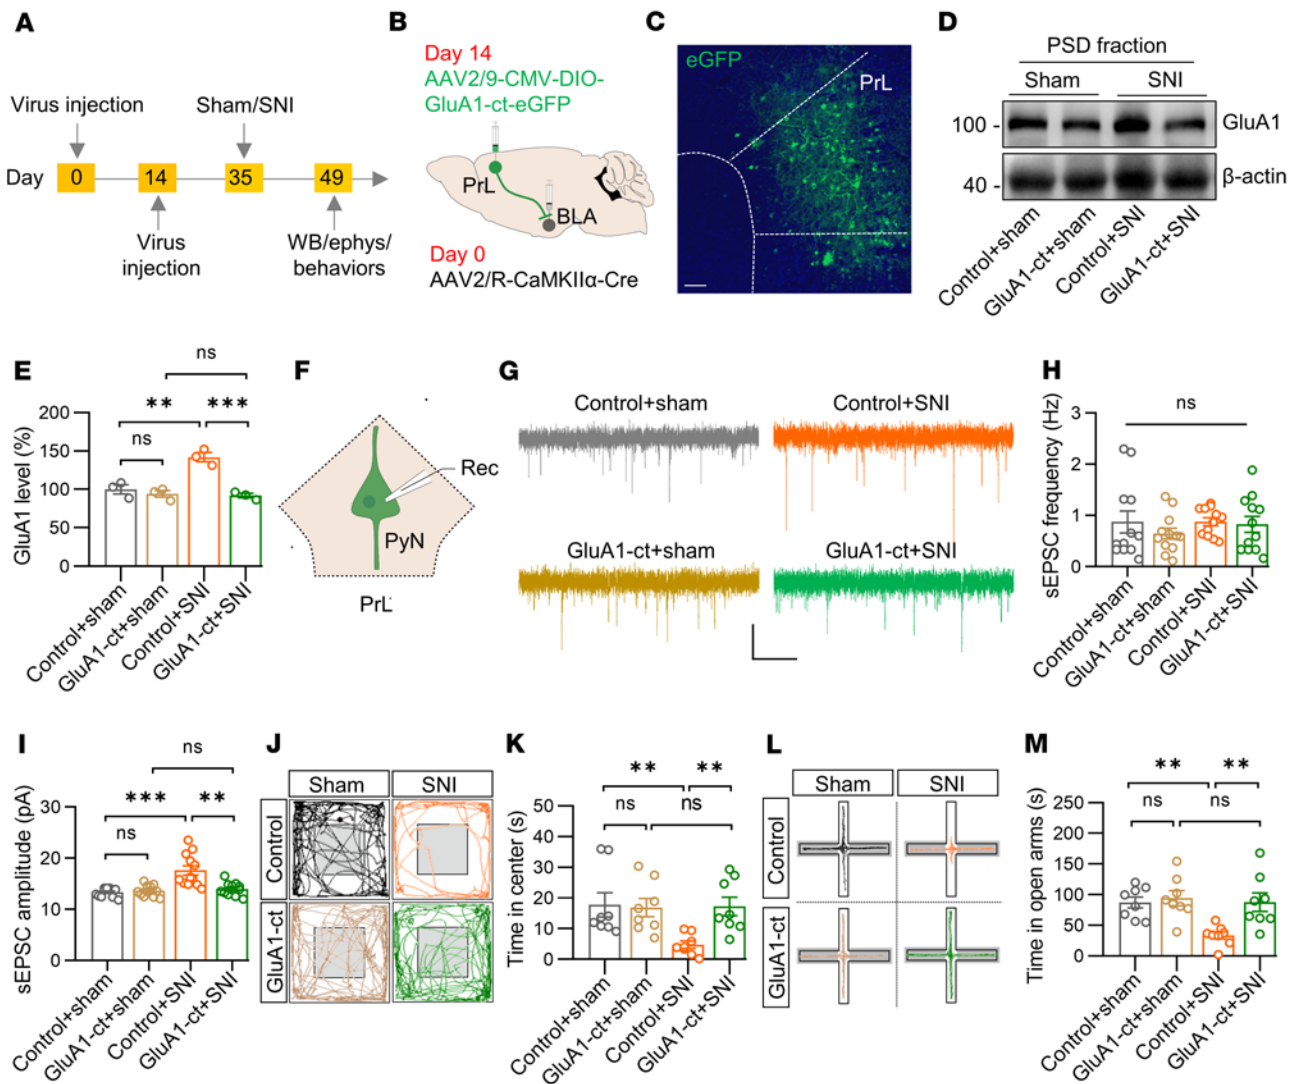 A
Virus injection
Sham/SNI
Day
0
14
35
49
Virus
injection
WB/ephys/
behaviors
B
Day 14
AAV2/9-CMV-DIO-
GluA1-ct-eGFP
PrL
BLA
Day 0
AAV2/R-CaMKIIα-Cre
C
eGFP
PrL
D
PSD fraction
Sham
SNI
100 -
GluA1
40 -
β-actin
Control+sham
GluA1-ct+sham
Control+SNI
GluA1-ct+SNI
E
ns
** ***
ns
GluA1 level (%)
200
150
100
50
0
Control+sham
GluA1-ct+sham
Control+SNI
GluA1-ct+SNI
F
Rec
PyN
PrL
G
Control+sham
Control+SNI
GluA1-ct+sham
GluA1-ct+SNI
H
ns
sEPSC frequency (Hz)
3
2
1
0
Control+sham
GluA1-ct+sham
Control+SNI
GluA1-ct+SNI
I
ns
*** **
ns
sEPSC amplitude (pA)
30
20
10
0
Control+sham
GluA1-ct+sham
Control+SNI
GluA1-ct+SNI
J
Sham
SNI
Control
GluA1-ct
K
** **
ns ns
Time in center (s)
50
40
30
20
10
0
Control+sham
GluA1-ct+sham
Control+SNI
GluA1-ct+SNI
L
Sham
SNI
Control
GluA1-ct
M
** **
ns ns
Time in open arms (s)
250
200
150
100
50
0
Control+sham
GluA1-ct+sham
Control+SNI
GluA1-ct+SNI